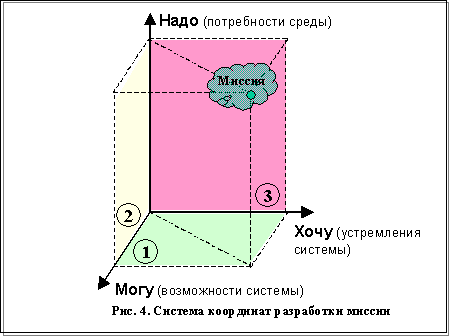 Надо (потребности среды)
Миссия
3
2
1
Хочу (устремления
системы)
Могу (возможности системы)
Рис. 4. Система координат разработки миссии